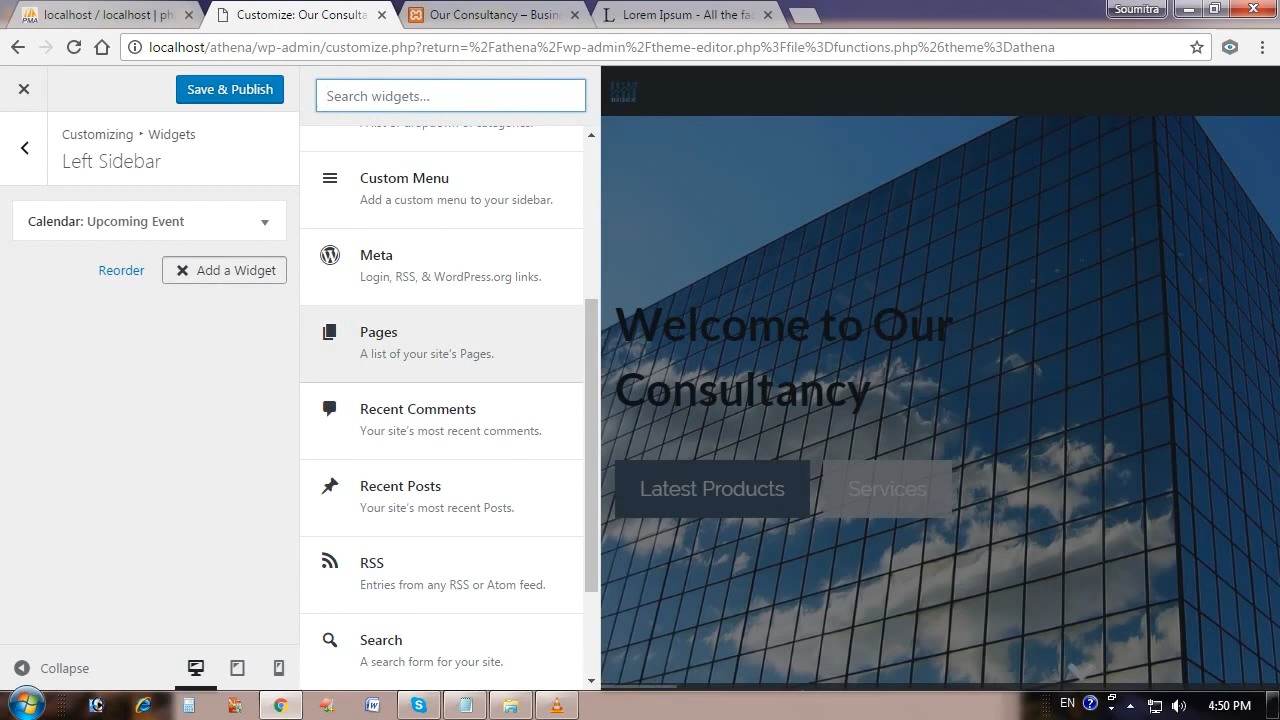 localhost / localhost | ph
Customize: Our Consulta
Our Consultancy – Busin
Lorem Ipsum - All the fa
Soumitra
localhost/athena/wp-admin/customize.php?return=%2Fathena%2Fwp-admin%2Ftheme-editor.php%3Ffile%3Dfunctions.php%26theme%3Dathena
Save & Publish
Customizing ‣ Widgets
Left Sidebar
Calendar: Upcoming Event
Reorder
Add a Widget
Collapse
Search widgets...
A list or dropdown of categories.
Custom Menu
Add a custom menu to your sidebar.
Meta
Login, RSS, & WordPress.org links.
Pages
A list of your site's Pages.
Recent Comments
Your site's most recent comments.
Recent Posts
Your site's most recent Posts.
RSS
Entries from any RSS or Atom feed.
Search
A search form for your site.
Welcome to Our
Consultancy
Latest Products
Services
EN
4:50 PM